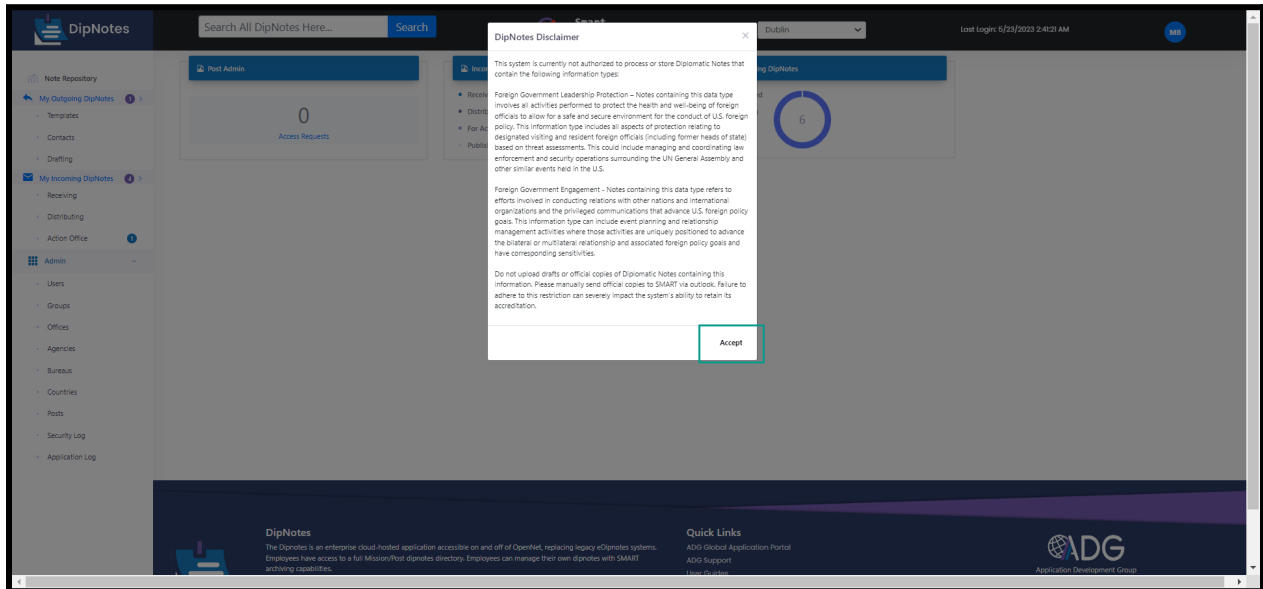 DipNotes
Search All DipNotes Here...
Search
Smart
Dublin
Last Login: 5/23/2023 2:41:21 AM
MB
Note Repository
My Outgoing DipNotes 1
Templates
Contacts
Drafting
My Incoming DipNotes 4
Receiving
Distributing
Action Office 1
Admin
Users
Groups
Offices
Agencies
Bureaus
Countries
Posts
Security Log
Application Log
Post Admin
0
Access Requests
DipNotes
6
DipNotes Disclaimer
This system is currently not authorized to process or store Diplomatic Notes that
contain the following information types:
Foreign Government Leadership Protection – Notes containing this data type
involves all activities performed to protect the health and well-being of foreign
officials to allow for a safe and secure environment for the conduct of U.S. foreign
policy. This information type includes all aspects of protection relating to
designated visiting and resident foreign officials (including former heads of state)
based on threat assessments. This could include managing and coordinating law
enforcement and security operations surrounding the UN General Assembly and
other similar events held in the U.S.
Foreign Government Engagement - Notes containing this data type refers to
efforts involved in conducting relations with other nations and international
organizations and the privileged communications that advance U.S. foreign policy
goals. This information type can include event planning and relationship
management activities where those activities are uniquely positioned to advance
the bilateral or multilateral relationship and associated foreign policy goals and
have corresponding sensitivities.
Do not upload drafts or official copies of Diplomatic Notes containing this
information. Please manually send official copies to SMART via outlook. Failure to
adhere to this restriction can severely impact the system's ability to retain its
accreditation.
Accept
DipNotes
The Dipnotes is an enterprise cloud-hosted application accessible on and off of OpenNet, replacing legacy eDipnotes systems.
Employees have access to a full Mission/Post dipnotes directory. Employees can manage their own dipnotes with SMART
archiving capabilities.
Quick Links
ADG Global Application Portal
ADG Support
User Guides
ADG
Application Development Group